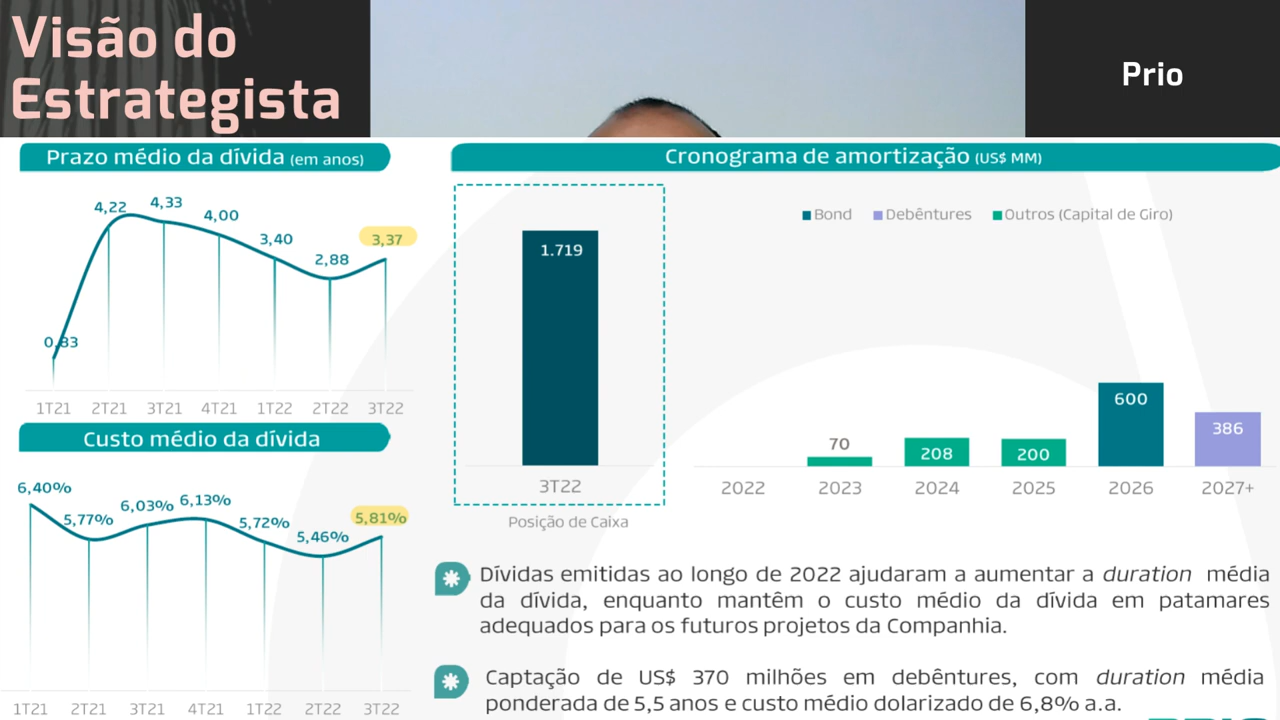 Visão do
Estrategista
Prio
Prazo médio da dívida (em anos)
0,83
4,22
4,33
4,00
3,40
2,88
3,37
1T21 2T21 3T21 4T21 1T22 2T22 3T22
Custo médio da dívida
6,40%
5,77%
6,03%
6,13%
5,72%
5,46%
5,81%
1T21 2T21 3T21 4T21 1T22 2T22 3T22
Cronograma de amortização (US$ MM)
Bond Debêntures Outros (Capital de Giro)
1.719
3T22
Posição de Caixa
70
208
200
600
386
2022 2023 2024 2025 2026 2027+
Dívidas emitidas ao longo de 2022 ajudaram a aumentar a duration média
da dívida, enquanto mantêm o custo médio da dívida em patamares
adequados para os futuros projetos da Companhia.
Captação de US$ 370 milhões em debêntures, com duration média
ponderada de 5,5 anos e custo médio dolarizado de 6,8% a.a.